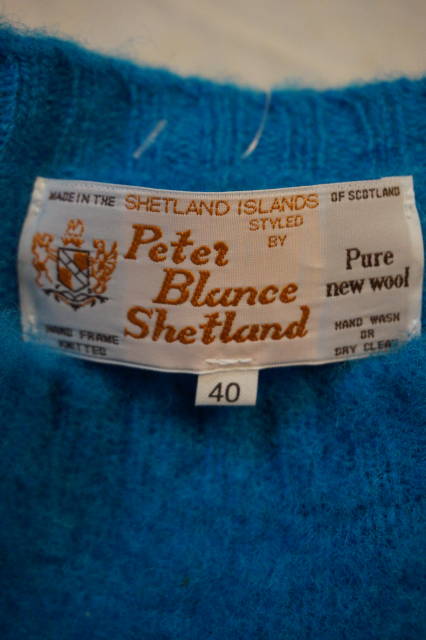 MADE IN THE SHETLAND ISLANDS OF SCOTLAND
STYLED
BY
Peter
Blance
Shetland
Pure
new wool
HAND FRAME
KNITTED
HAND WASH
OR
DRY CLEAN
40